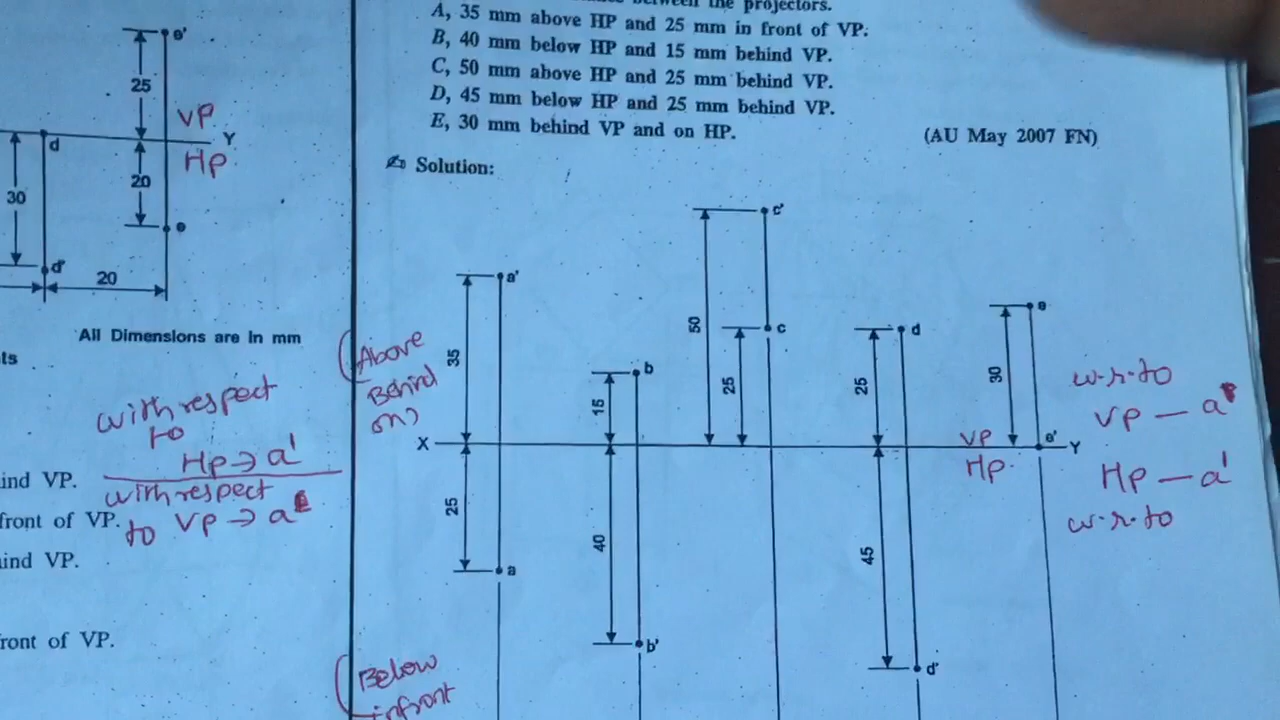 e'
25
VP
Y
d
Hp
20
30
e
d'
20
All Dimensions are in mm
ts
with respect
to
Hp → a'
ind VP.
with respect
front of VP.
to VP → a
ind VP.
ront of VP.
between the projectors.
A, 35 mm above HP and 25 mm in front of VP.
B, 40 mm below HP and 15 mm behind VP.
C, 50 mm above HP and 25 mm behind VP.
D, 45 mm below HP and 25 mm behind VP.
E, 30 mm behind VP and on HP.
(AU May 2007 FN)
Solution:
c'
a'
e
50
c
d
(Above
35
b
25
25
30
w.r.to
Behind
15
VP — a
on)
X
VP
e'
Y
Hp.
Hp — a'
25
w.r.to
40
45
a
b'
d'
(Below
infront